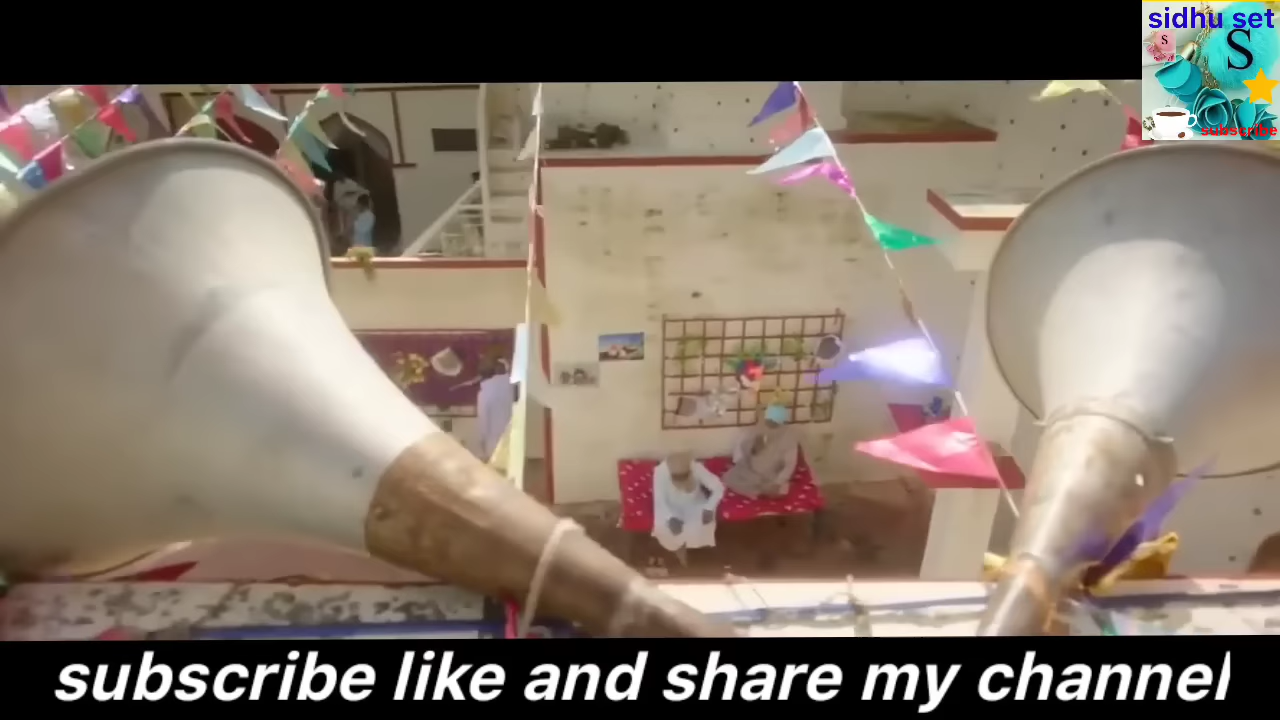 sidhu set
S
S
subscribe
subscribe like and share my channel